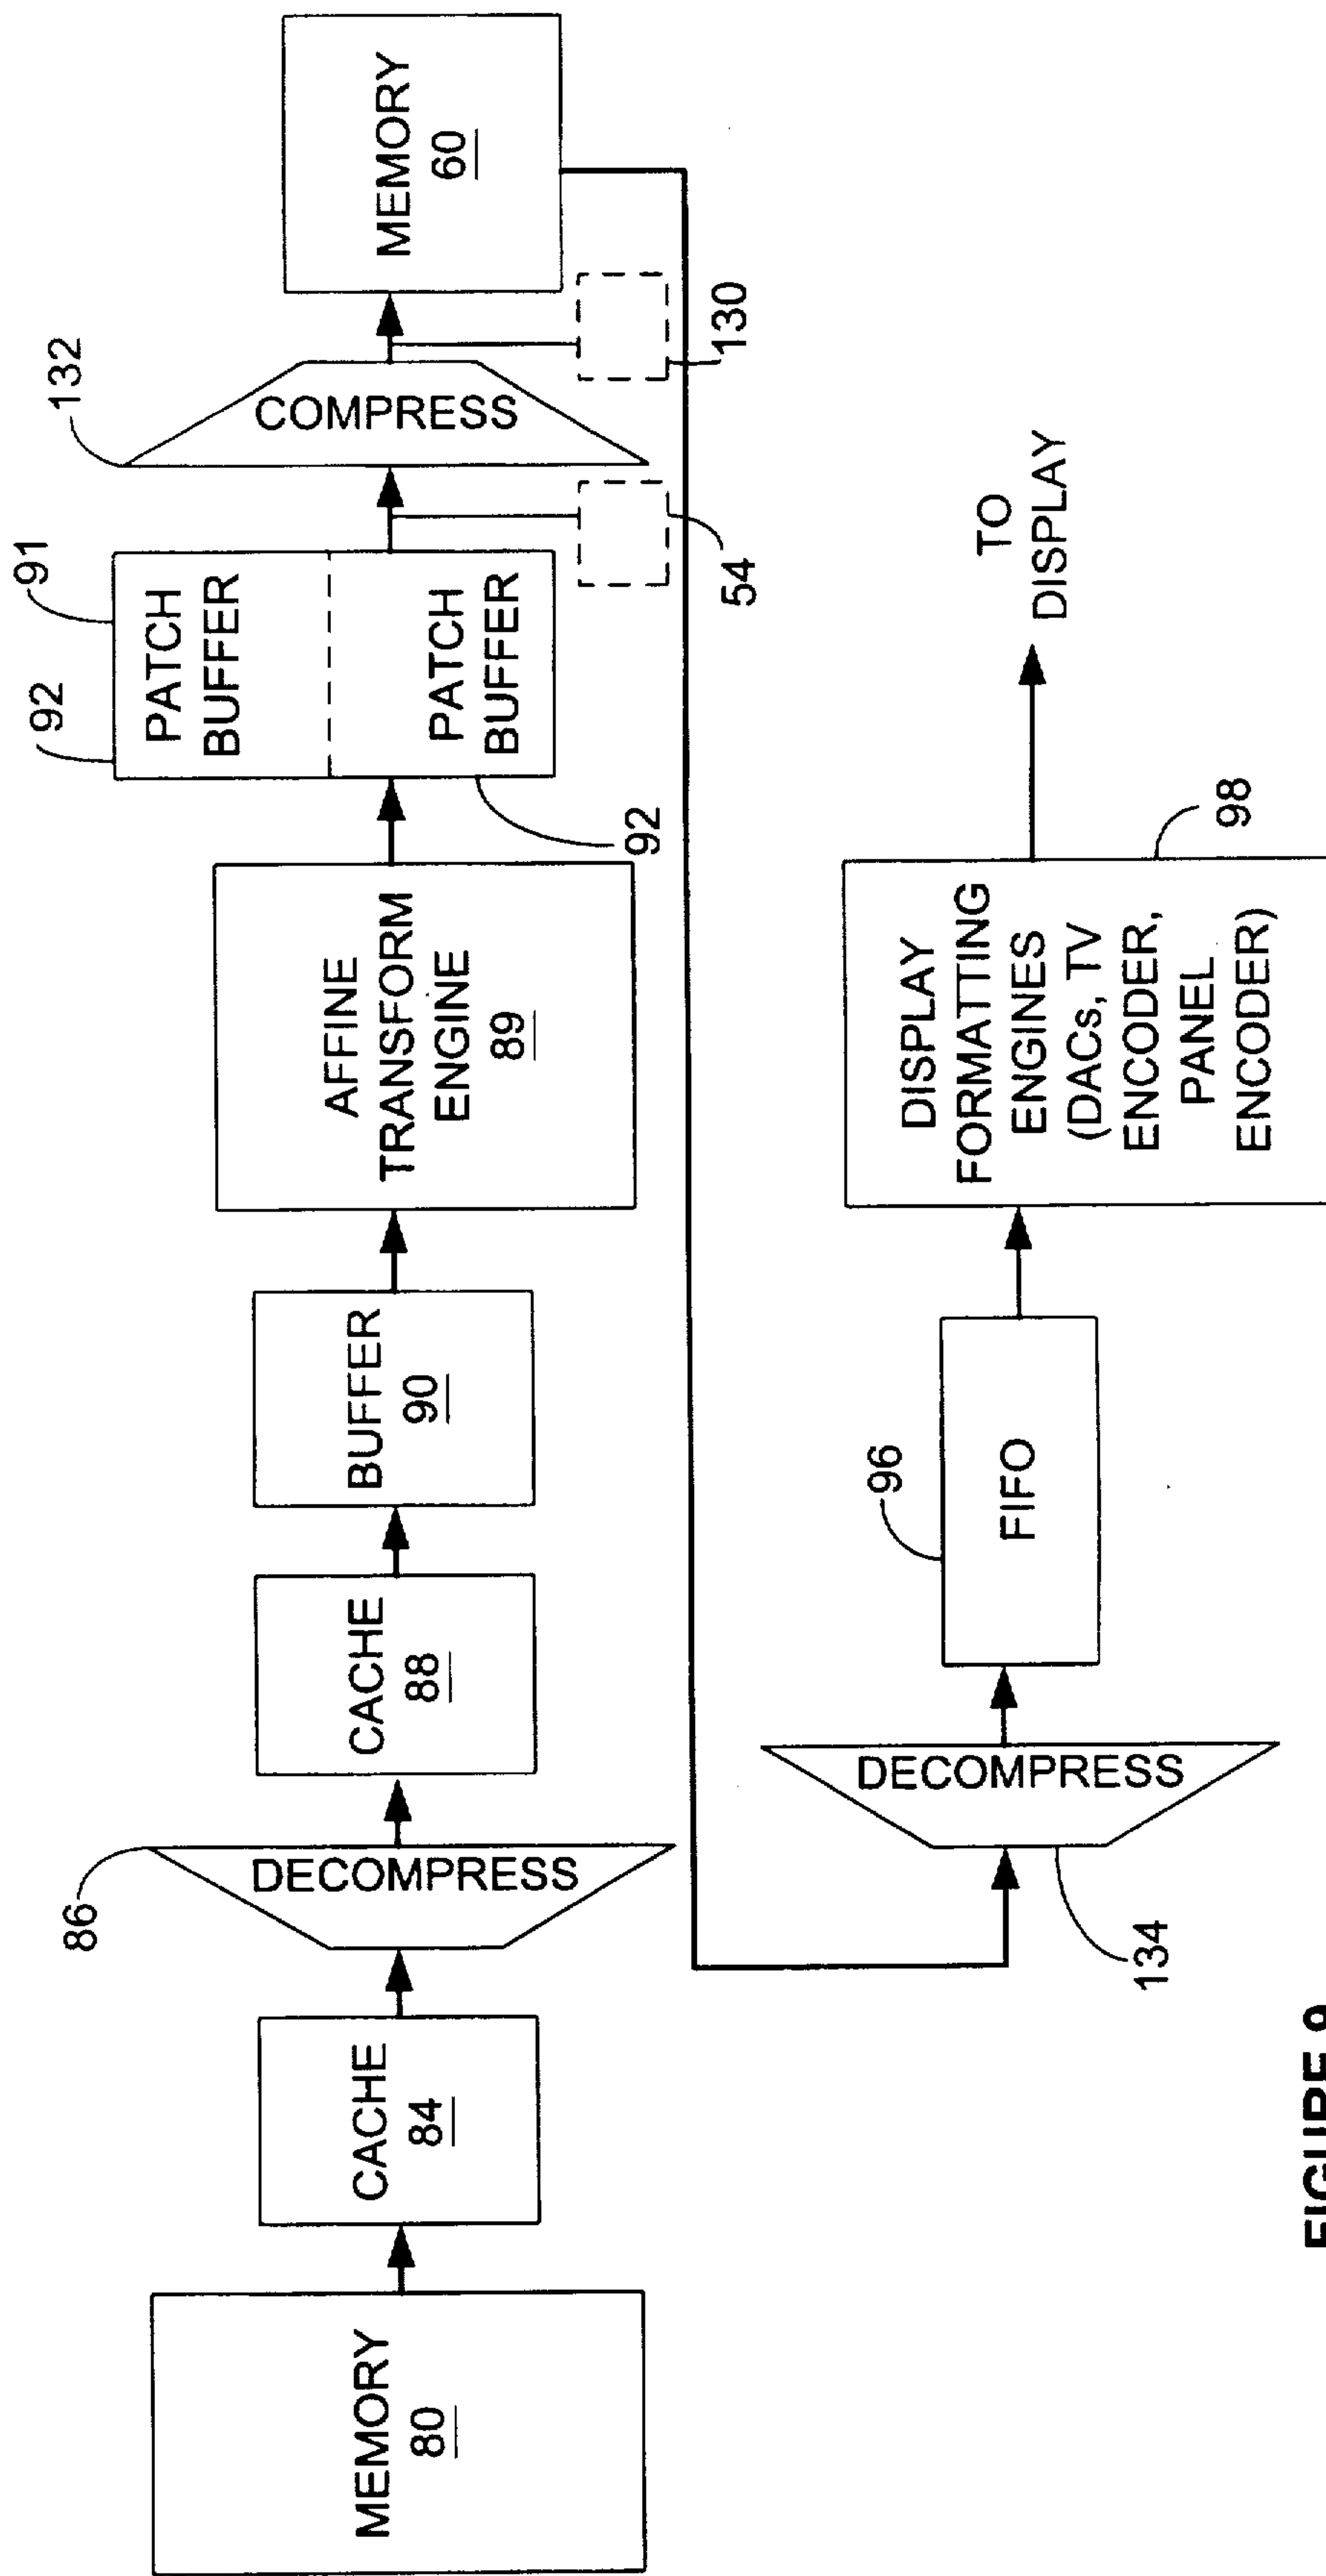 MEMORY
80
CACHE
84
86
DECOMPRESS
CACHE
88
BUFFER
90
AFFINE
TRANSFORM
ENGINE
89
92
91
PATCH
BUFFER
PATCH
BUFFER
92
54
132
COMPRESS
130
MEMORY
60
134
DECOMPRESS
96
FIFO
DISPLAY
FORMATTING
ENGINES
(DACs, TV
ENCODER,
PANEL
ENCODER)
98
TO
DISPLAY
FIGURE 9